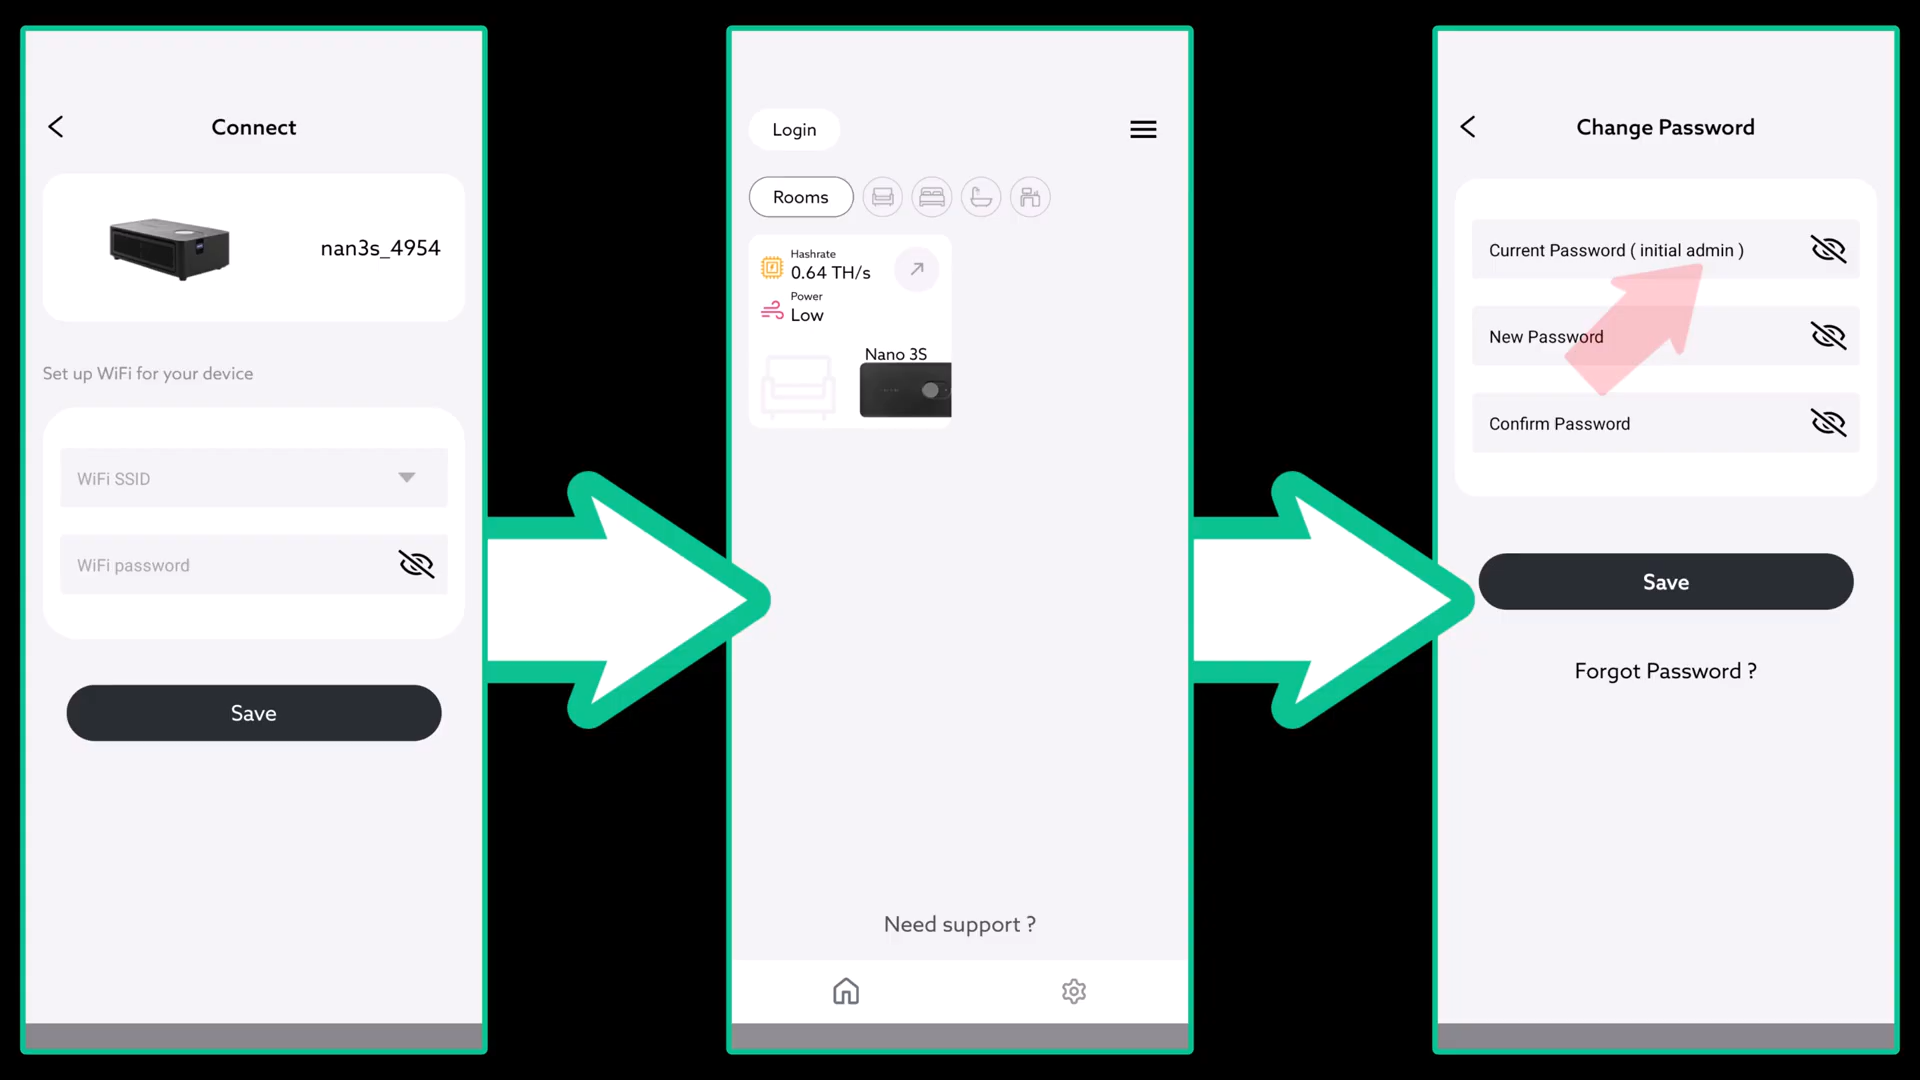 Connect
nan3s_4954
Set up WiFi for your device
WiFi SSID
WiFi password
Save
Login
Rooms
Hashrate
0.64 TH/s
Power
Low
Nano 3S
Need support ?
Change Password
Current Password ( initial admin )
New Password
Confirm Password
Save
Forgot Password ?